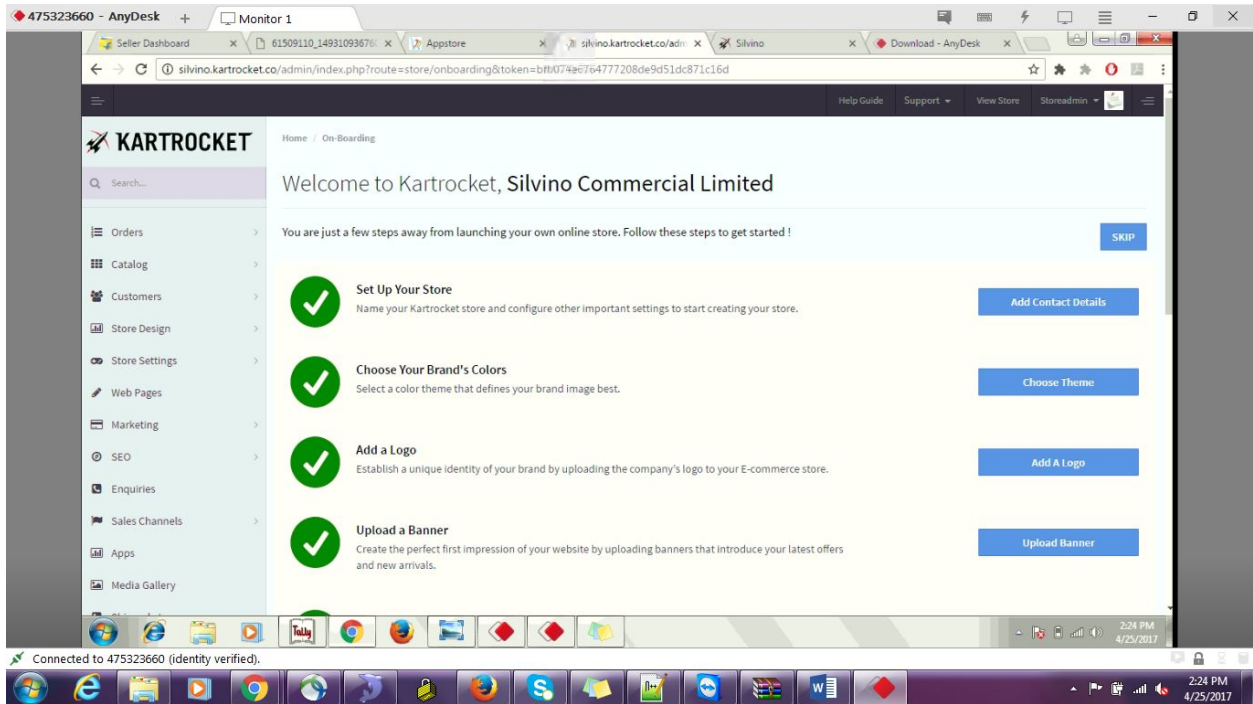 475323660 - AnyDesk
Monitor 1
Seller Dashboard
61509110_1493109367
Appstore
silvino.kartrocket.co/adm
Silvino
Download - AnyDesk
silvino.kartrocket.co/admin/index.php?route=store/onboarding&token=
Help Guide
Support
View Store
Storeadmin
KARTROCKET
Home / On-Boarding
Search...
Welcome to Kartrocket, Silvino Commercial Limited
You are just a few steps away from launching your own online store. Follow these steps to get started !
SKIP
Orders
Catalog
Customers
Store Design
Store Settings
Web Pages
Marketing
SEO
Enquiries
Sales Channels
Apps
Media Gallery
Set Up Your Store
Name your Kartrocket store and configure other important settings to start creating your store.
Add Contact Details
Choose Your Brand's Colors
Select a color theme that defines your brand image best.
Choose Theme
Add a Logo
Establish a unique identity of your brand by uploading the company's logo to your E-commerce store.
Add A Logo
Upload a Banner
Create the perfect first impression of your website by uploading banners that introduce your latest offers
and new arrivals.
Upload Banner
Tally
2:24 PM
4/25/2017
Connected to 475323660 (identity verified).
2:24 PM
4/25/2017